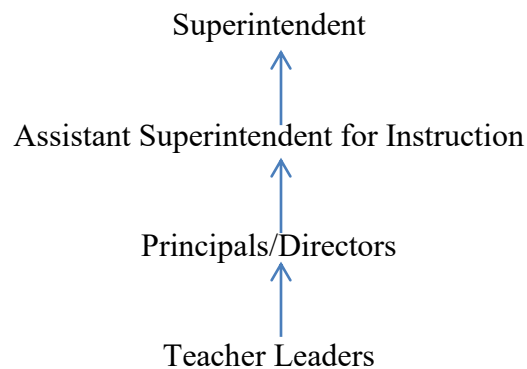 Superintendent
Assistant Superintendent for Instruction
Principals/Directors
Teacher Leaders